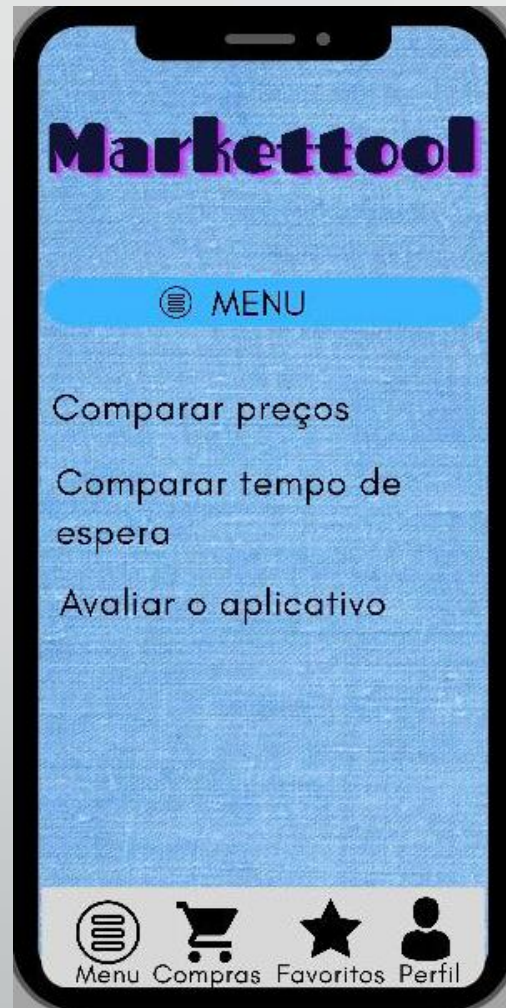 Markettool
MENU
Comparar preços
Comparar tempo de
espera
Avaliar o aplicativo
Menu Compras Favoritos Perfil